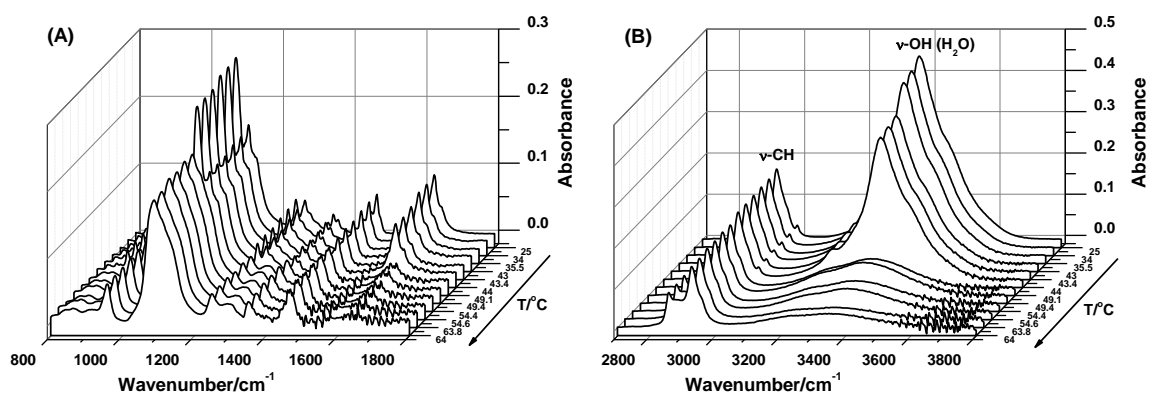 (A)
0.3
0.2
0.1
0.0
Absorbance
25
34
35.5
43
43.4
44
49.1
49.4
54.4
54.6
63.8
64
T/°C
800 1000 1200 1400 1600 1800
Wavenumber/cm⁻¹
(B)
ν-OH (H₂O)
ν-CH
0.5
0.4
0.3
0.2
0.1
0.0
Absorbance
25
34
35.5
43
43.4
44
49.1
49.4
54.4
54.6
63.8
64
T/°C
2800 3000 3200 3400 3600 3800
Wavenumber/cm⁻¹